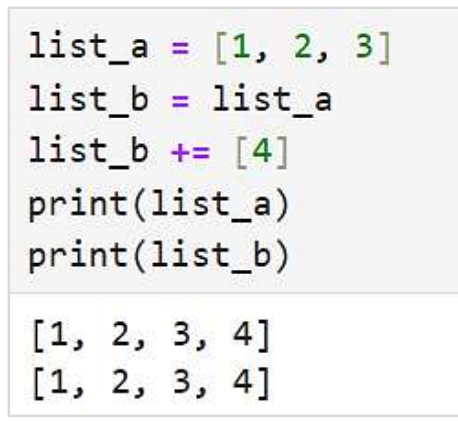 list_a = [1, 2, 3]
list_b = list_a
list_b += [4]
print(list_a)
print(list_b)
[1, 2, 3, 4]
[1, 2, 3, 4]